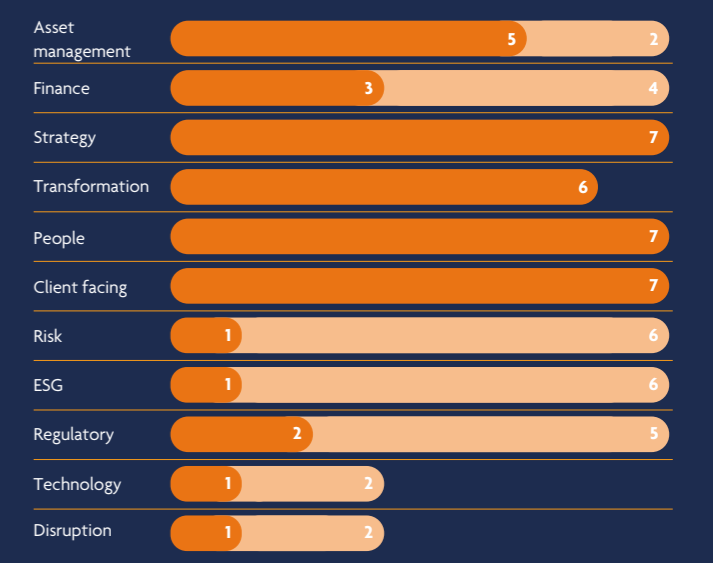 Asset
management 5 2
Finance 3 4
Strategy 7
Transformation 6
People 7
Client facing 7
Risk 1 6
ESG 1 6
Regulatory 2 5
Technology 1 2
Disruption 1 2